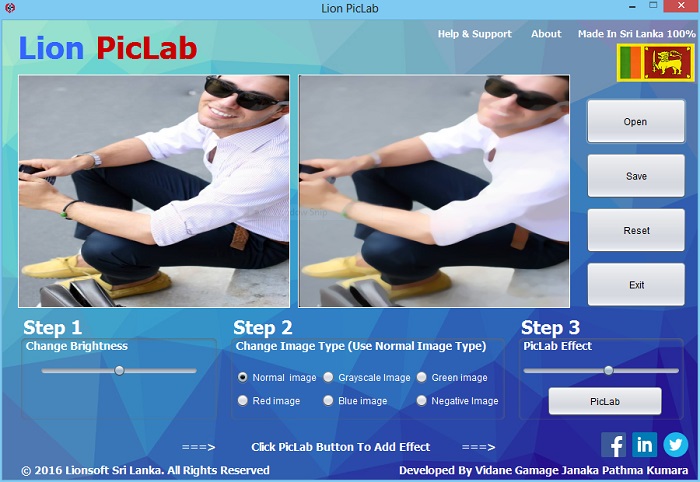 Lion PicLab
Help & Support
About
Made In Sri Lanka 100%
Lion PicLab
Open
Save
Reset
Exit
Step 1
Change Brightness
Step 2
Change Image Type (Use Normal Image Type)
Normal image
Grayscale Image
Green image
Red image
Blue image
Negative Image
Step 3
PicLab Effect
PicLab
===>
Click PicLab Button To Add Effect
===>
© 2016 Lionsoft Sri Lanka. All Rights Reserved
Developed By Vidane Gamage Janaka Pathma Kumara